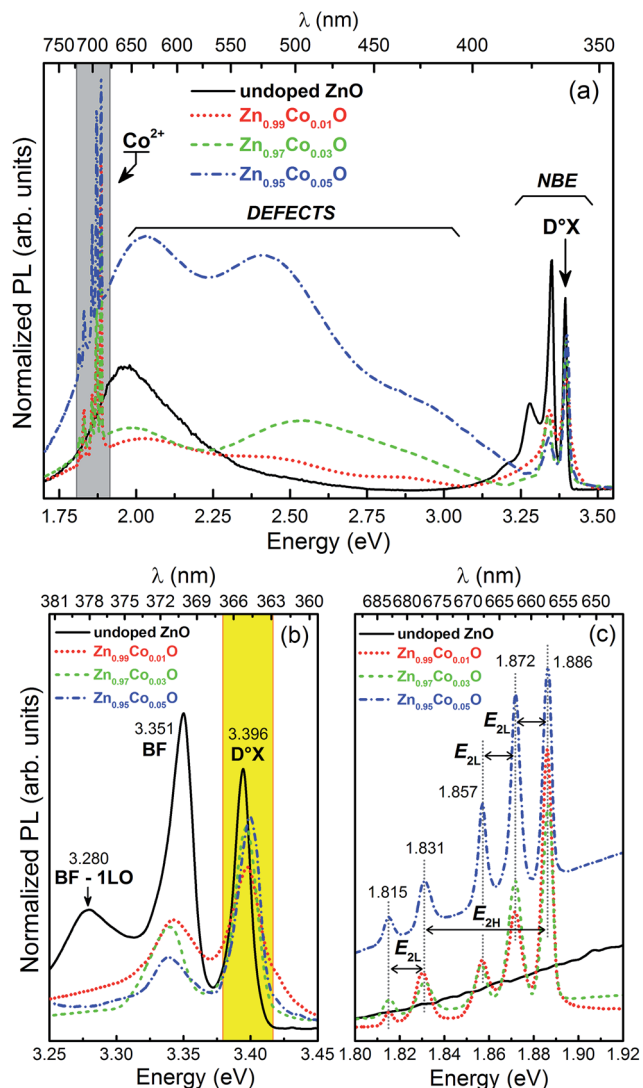 λ (nm)
750 700 650 600 550 500 450 400 350
(a)
undoped ZnO
Zn0.99Co0.01O
Zn0.97Co0.03O
Zn0.95Co0.05O
Co2+
DEFECTS
NBE
D°X
Normalized PL (arb. units)
1.75 2.00 2.25 2.50 2.75 3.00 3.25 3.50
Energy (eV)
λ (nm)
381 378 375 372 369 366 363 360
(b)
undoped ZnO
Zn0.99Co0.01O
Zn0.97Co0.03O
Zn0.95Co0.05O
3.351
BF
3.396
D°X
3.280
BF - 1LO
Normalized PL (arb. units)
3.25 3.30 3.35 3.40 3.45
Energy (eV)
λ (nm)
685 680 675 670 665 660 655 650
(c)
undoped ZnO
Zn0.99Co0.01O
Zn0.97Co0.03O
Zn0.95Co0.05O
1.872
1.886
E2L
E2L
1.857
1.831
1.815
E2H
E2L
Normalized PL (arb. units)
1.80 1.82 1.84 1.86 1.88 1.90 1.92
Energy (eV)